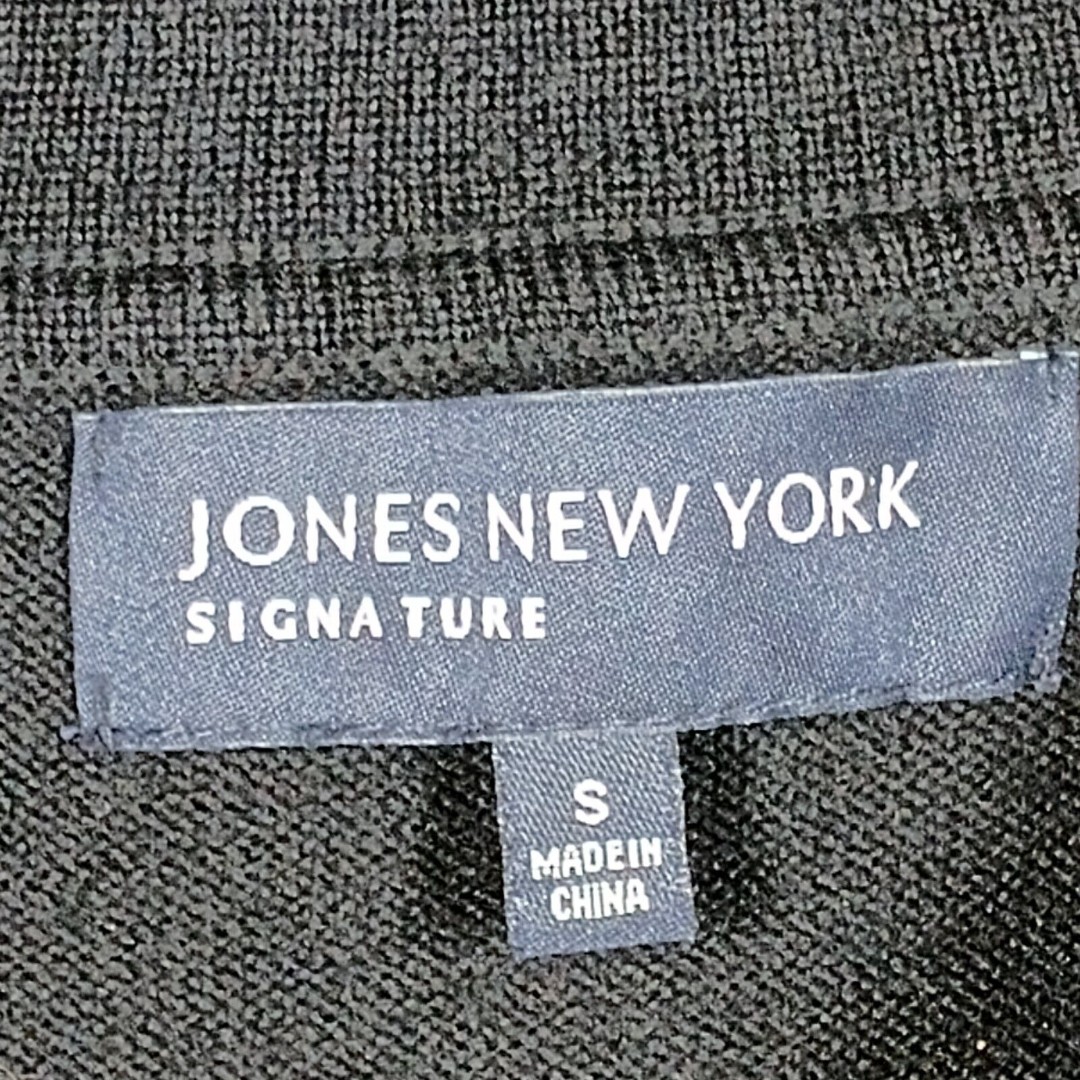 JONES NEW YORK
SIGNATURE
S
MADE IN
CHINA